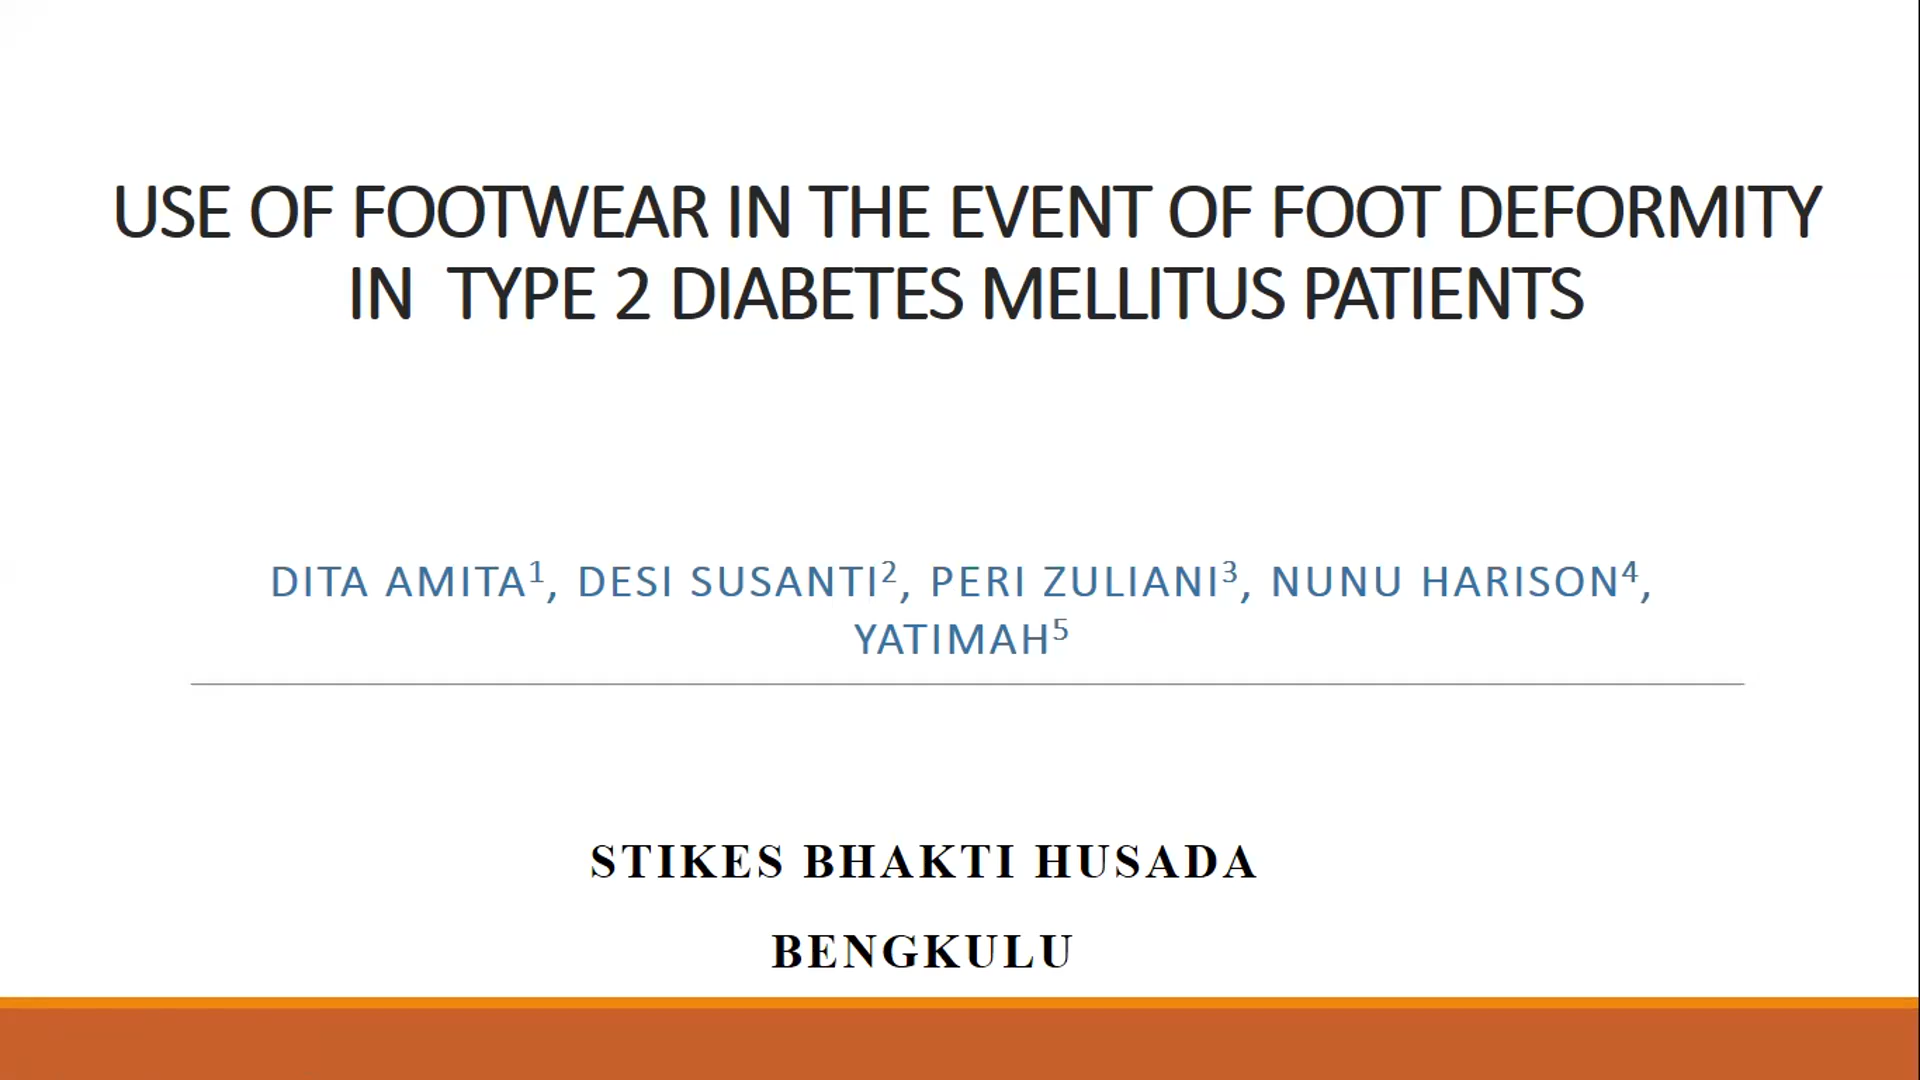 USE OF FOOTWEAR IN THE EVENT OF FOOT DEFORMITY
IN TYPE 2 DIABETES MELLITUS PATIENTS
DITA AMITA¹, DESI SUSANTI², PERI ZULIANI³, NUNU HARISON⁴,
YATIMAH⁵
STIKES BHAKTI HUSADA
BENGKULU